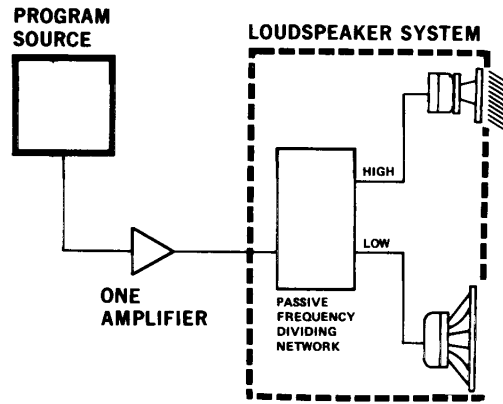 PROGRAM
SOURCE
LOUDSPEAKER SYSTEM
HIGH
LOW
ONE
AMPLIFIER
PASSIVE
FREQUENCY
DIVIDING
NETWORK